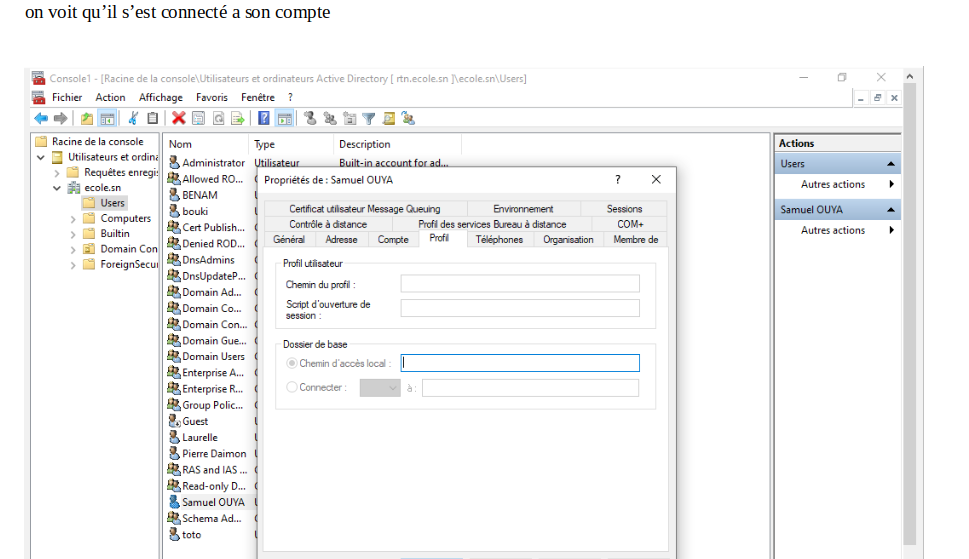 on voit qu’il s’est connecté a son compte
Console1 - [Racine de la console\Utilisateurs et ordinateurs Active Directory [ rtn.ecole.sn ]\ecole.sn\Users]
Fichier Action Affichage Favoris Fenêtre ?
Racine de la console
Utilisateurs et ordina
Requêtes enregis
ecole.sn
Users
Computers
Builtin
Domain Con
ForeignSecur
Nom Type Description
Administrator Utilisateur Built-in account for ad...
Allowed RO...
BENAM
bouki
Cert Publish...
Denied ROD...
DnsAdmins
DnsUpdateP...
Domain Ad...
Domain Co...
Domain Con...
Domain Gue...
Domain Users
Enterprise A...
Enterprise R...
Group Polic...
Guest
Laurelle
Pierre Daimon
RAS and IAS ...
Read-only D...
Samuel OUYA
Schema Ad...
toto
Propriétés de : Samuel OUYA ?
Certificat utilisateur Message Queuing Environnement Sessions
Contrôle à distance Profil des services Bureau à distance COM+
Général Adresse Compte Profil Téléphones Organisation Membre de
Profil utilisateur
Chemin du profil :
Script d'ouverture de
session :
Dossier de base
Chemin d'accès local :
Connecter : à :
Actions
Users
Autres actions
Samuel OUYA
Autres actions